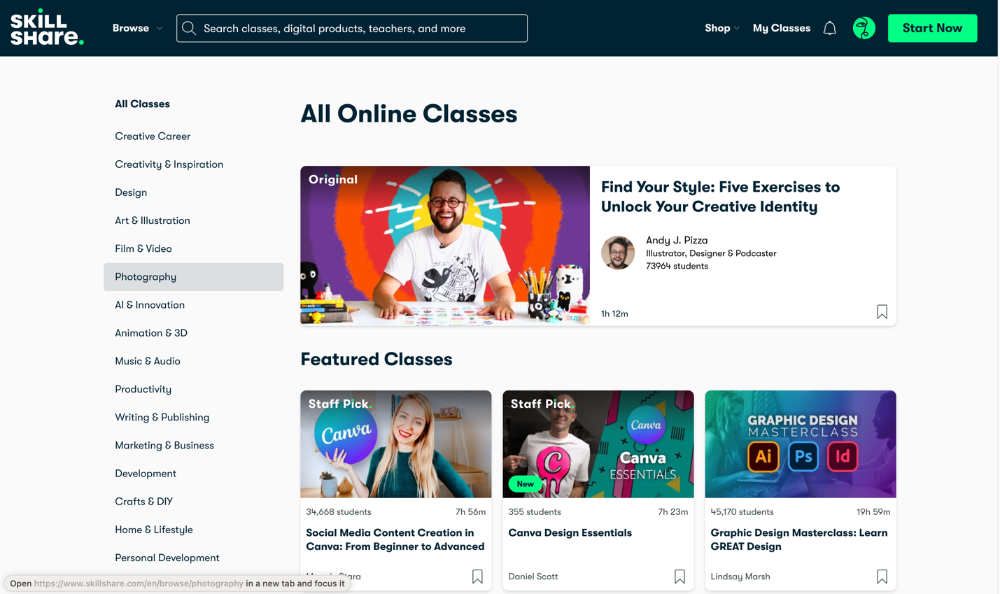 SKILL
SHARE.
Browse
Search classes, digital products, teachers, and more
Shop
My Classes
Start Now
All Classes
Creative Career
Creativity & Inspiration
Design
Art & Illustration
Film & Video
Photography
AI & Innovation
Animation & 3D
Music & Audio
Productivity
Writing & Publishing
Marketing & Business
Development
Crafts & DIY
Home & Lifestyle
Personal Development
All Online Classes
Original
Find Your Style: Five Exercises to
Unlock Your Creative Identity
Andy J. Pizza
Illustrator, Designer & Podcaster
73964 students
1h 12m
Featured Classes
Staff Pick.
Canva
34,668 students 7h 56m
Social Media Content Creation in
Canva: From Beginner to Advanced
Staff Pick.
Canva
Canva
ESSENTIALS
New
355 students 7h 23m
Canva Design Essentials
Daniel Scott
GRAPHIC DESIGN
MASTERCLASS
Ai Ps Id
45,170 students 19h 59m
Graphic Design Masterclass: Learn
GREAT Design
Lindsay Marsh
Open https://www.skillshare.com/en/browse/photography in a new tab and focus it